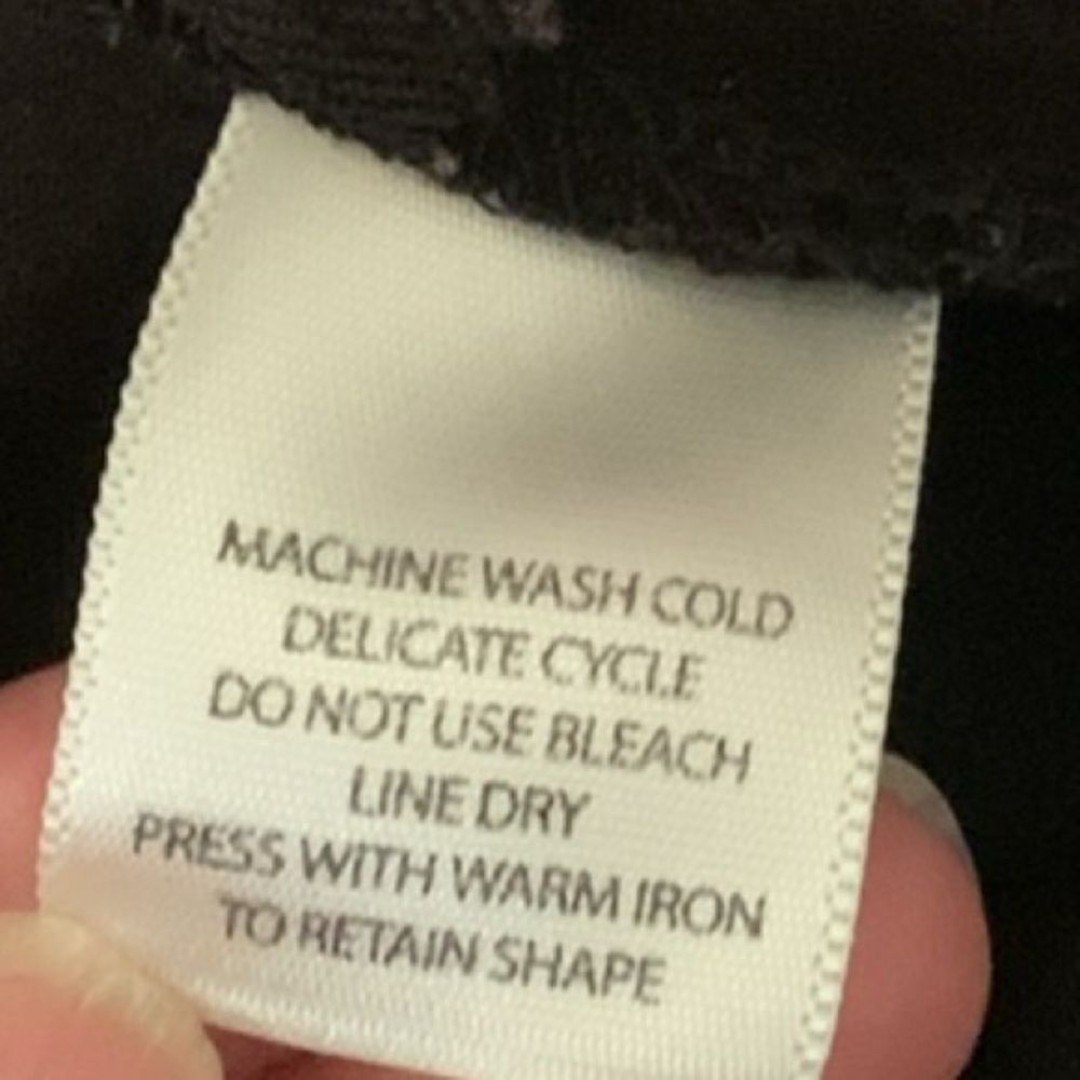 MACHINE WASH COLD
DELICATE CYCLE
DO NOT USE BLEACH
LINE DRY
PRESS WITH WARM IRON
TO RETAIN SHAPE